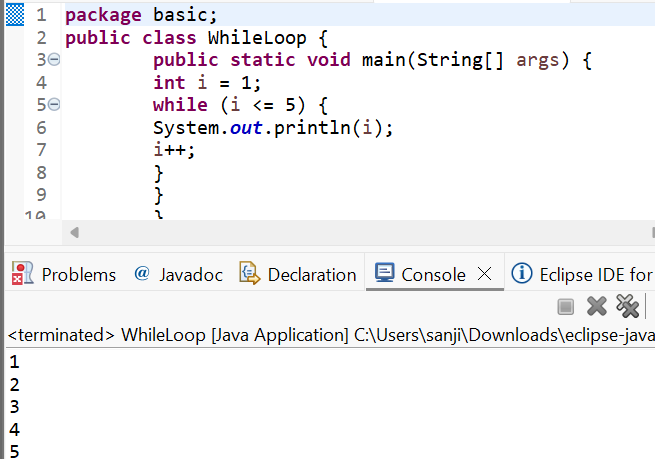 1 package basic;
2 public class WhileLoop {
3 public static void main(String[] args) {
4 int i = 1;
5 while (i <= 5) {
6 System.out.println(i);
7 i++;
8 }
9 }
10 }
Problems @ Javadoc Declaration Console Eclipse IDE for
<terminated> WhileLoop [Java Application] C:\Users\sanji\Downloads\eclipse-java
1
2
3
4
5